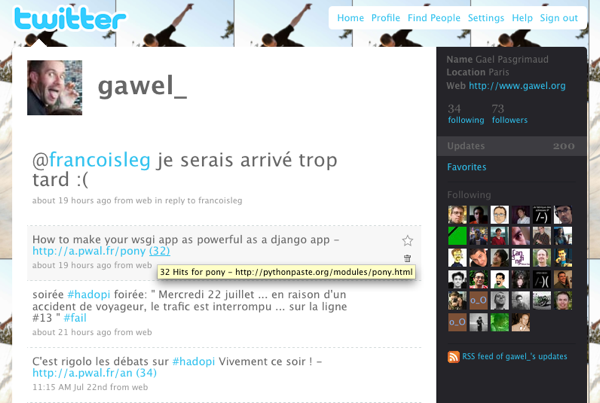 twitter
Home Profile Find People Settings Help Sign out
gawel_
Name Gael Pasgrimaud
Location Paris
Web http://www.gawel.org
34 73
following followers
Updates 200
Favorites
Following
@francoisleg je serais arrivé trop
tard :(
about 19 hours ago from web in reply to francoisleg
How to make your wsgi app as powerful as a django app –
http://a.pwal.fr/pony (32)
about 19 hours ago from web
32 Hits for pony – http://pythonpaste.org/modules/pony.html
soirée #hadopi foirée: " Mercredi 22 juillet ... en raison d'un
accident de voyageur, le trafic est interrompu ... sur la ligne
#13 " #fail
about 21 hours ago from web
C'est rigolo les débats sur #hadopi Vivement ce soir ! –
http://a.pwal.fr/an (34)
11:15 AM Jul 22nd from web
o_O
o_O
RSS feed of gawel_'s updates